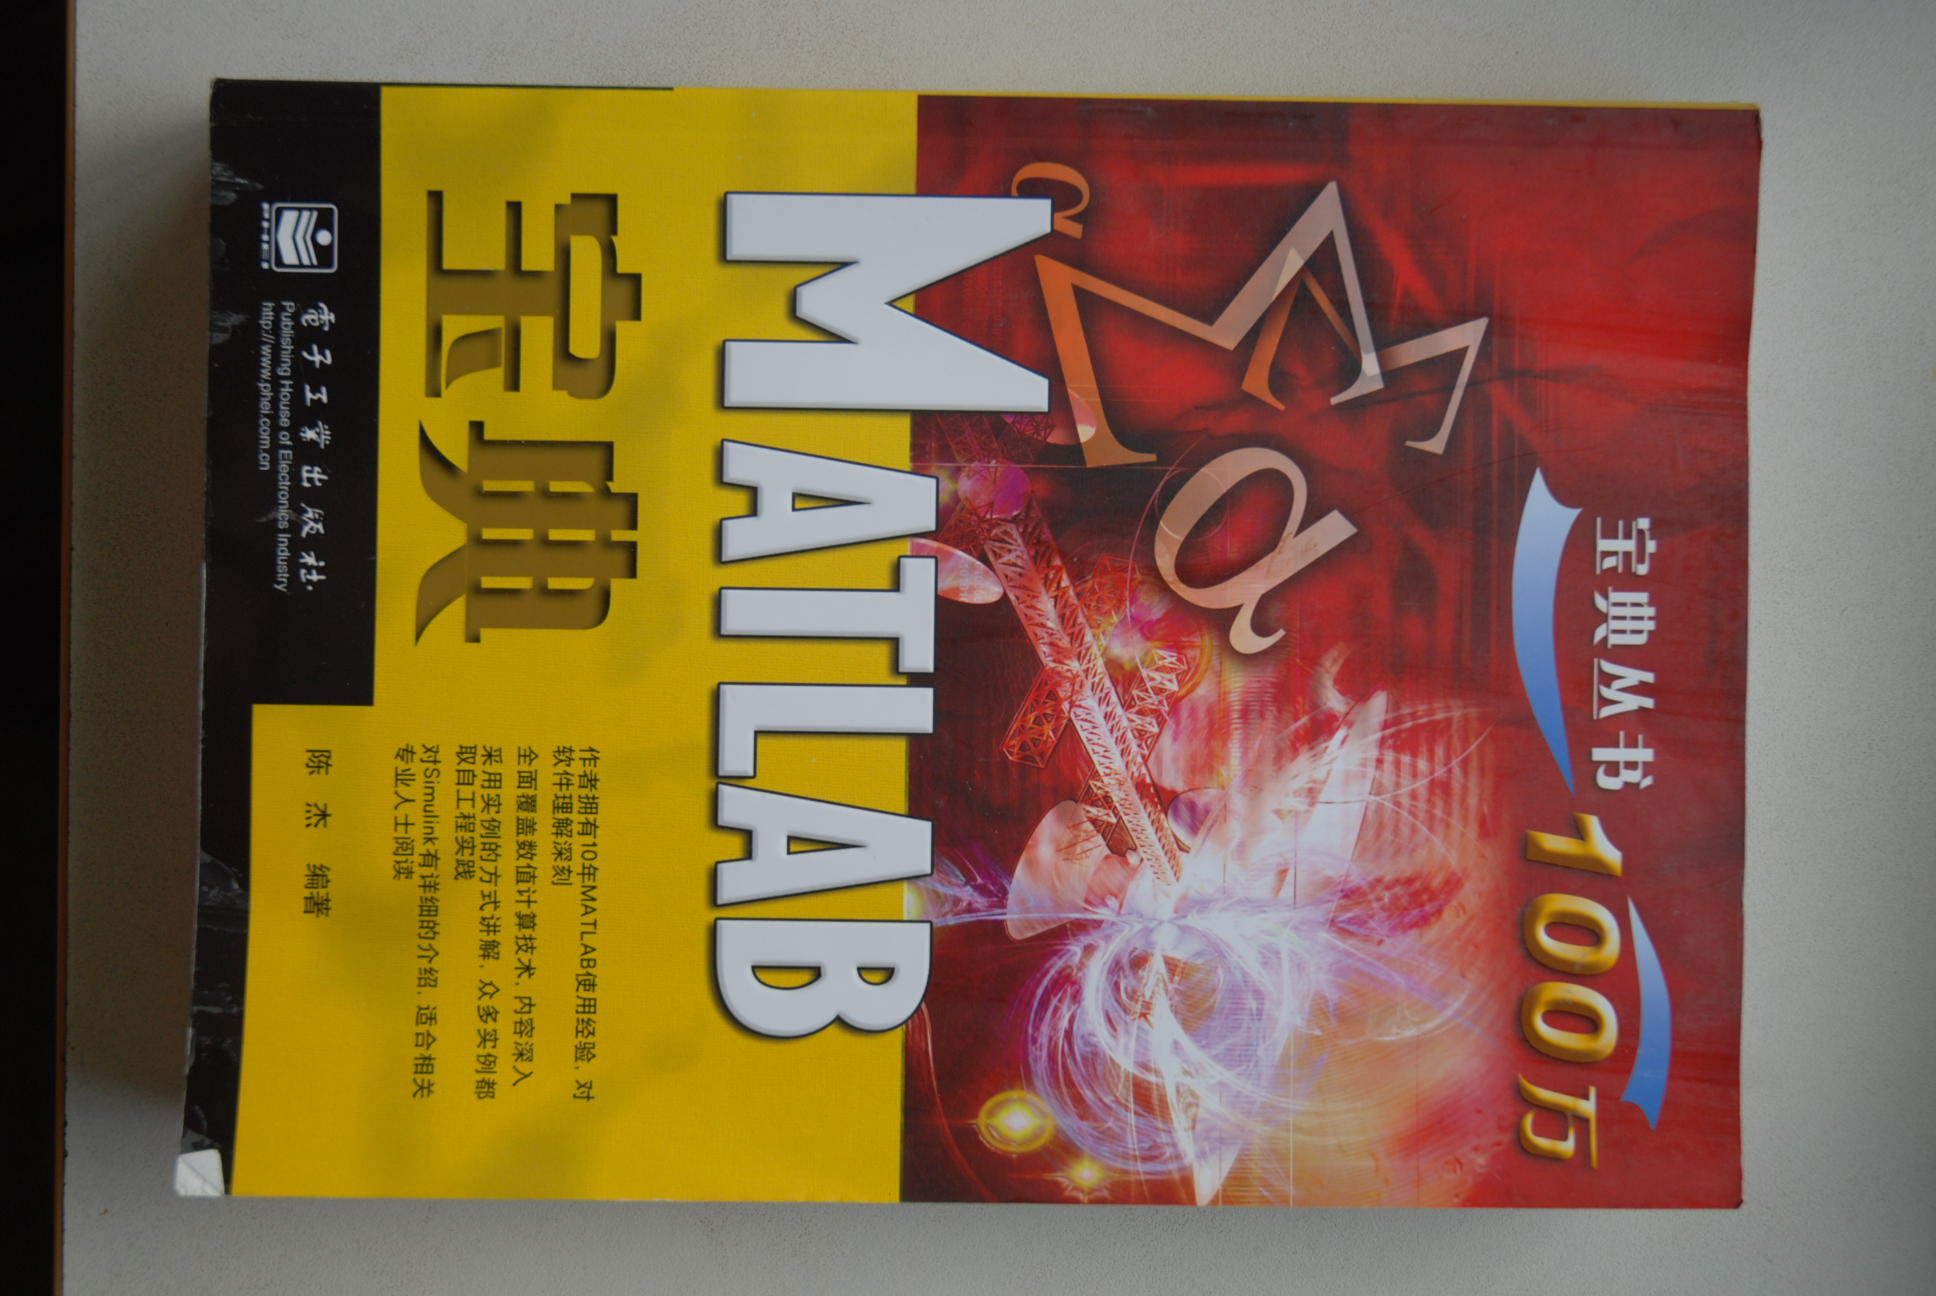 宝典丛书
100万
α
Σ
Σ
α
MATLAB
宝典
作者拥有10年MATLAB使用经验，对
软件理解深刻
全面覆盖数值计算技术，内容深入
采用实例的方式讲解，众多实例都
取自工程实践
对Simulink有详细的介绍，适合相关
专业人士阅读
陈 杰 编著
PHEI
電子工業出版社
Publishing House of Electronics Industry
http://www.phei.com.cn